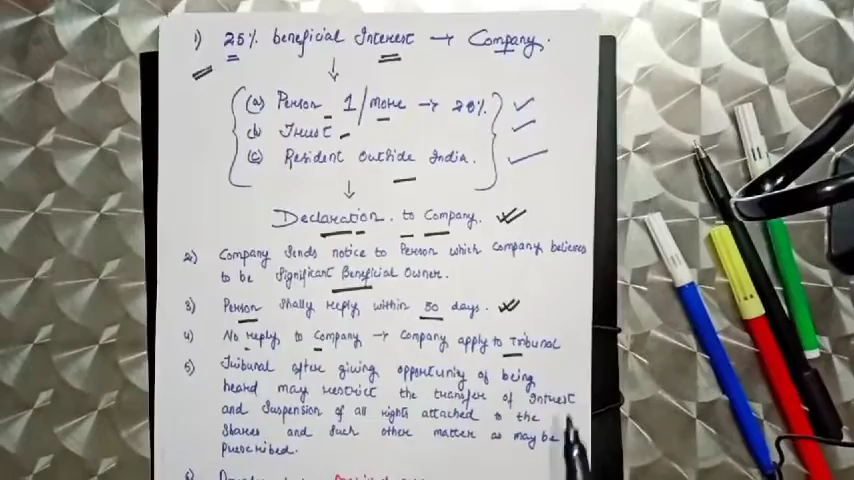 1) 25% beneficial Interest → Company.
↓
(a) Person 1/more → 20%
(b) Trust
(c) Resident Outside India.
↓
Declaration to Company.
2) Company Sends notice to Person which Company believes
to be Significant Beneficial Owner.
3) Person Shall reply within 30 days.
4) No reply to Company → Company apply to Tribunal
5) Tribunal after giving opportunity of being
heard may restrict the transfer of Interest
and Suspension of all rights attached to the
Shares and Such other matter as may be
prescribed.